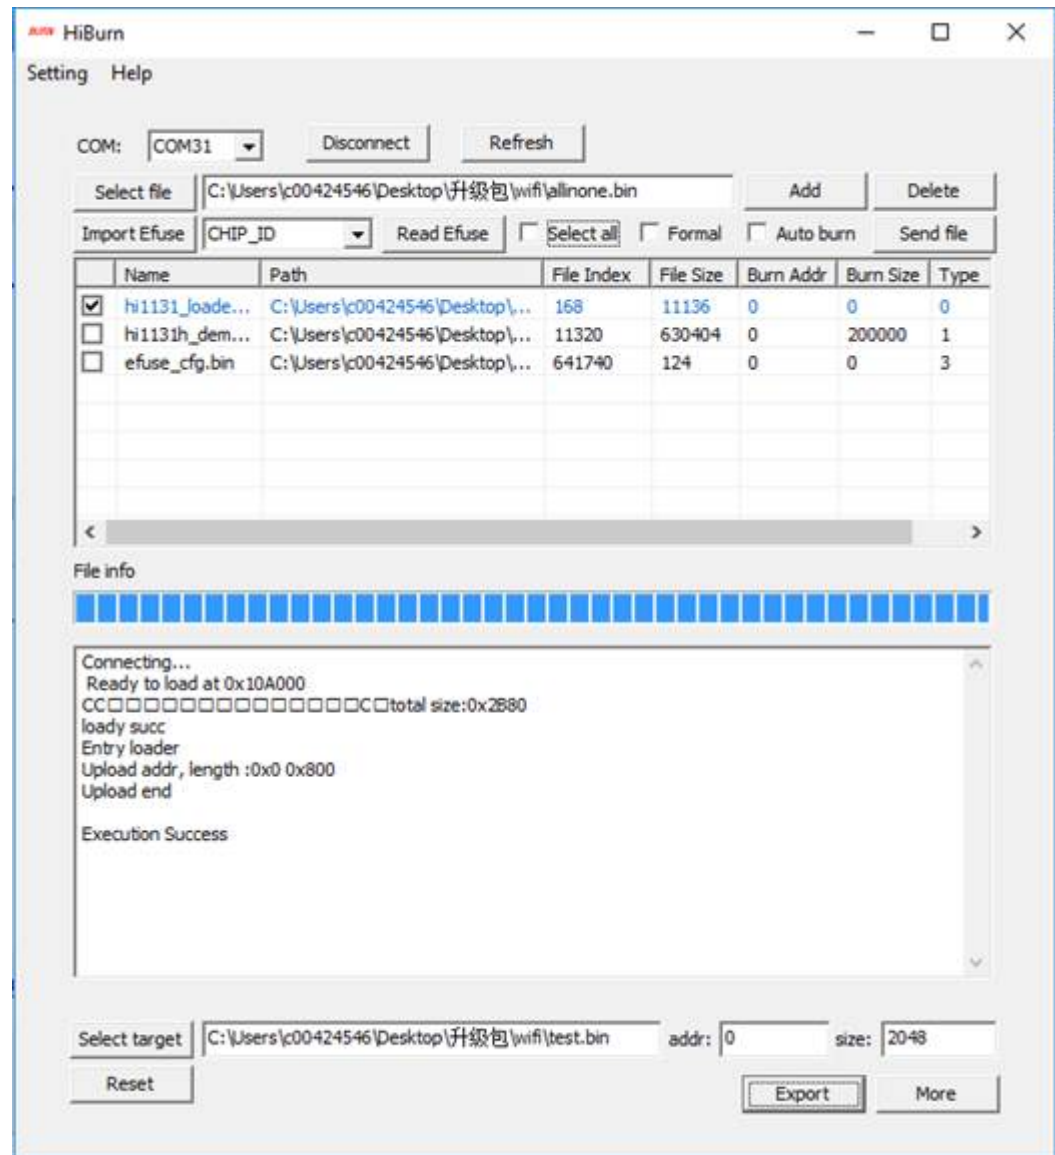 HiBurn
Setting Help
COM: COM31 Disconnect Refresh
Select file C:\Users\c00424546\Desktop\升级包\wifi\allinone.bin Add Delete
Import Efuse CHIP_ID Read Efuse Select all Formal Auto burn Send file
Name Path File Index File Size Burn Addr Burn Size Type
hi1131_loade... C:\Users\c00424546\Desktop\... 168 11136 0 0 0
hi1131h_dem... C:\Users\c00424546\Desktop\... 11320 630404 0 200000 1
efuse_cfg.bin C:\Users\c00424546\Desktop\... 641740 124 0 0 3
File info
Connecting...
Ready to load at 0x10A000
CC□□□□□□□□□□□□□□C□total size:0x2B80
loady succ
Entry loader
Upload addr, length :0x0 0x800
Upload end
Execution Success
Select target C:\Users\c00424546\Desktop\升级包\wifi\test.bin addr: 0 size: 2048
Reset Export More